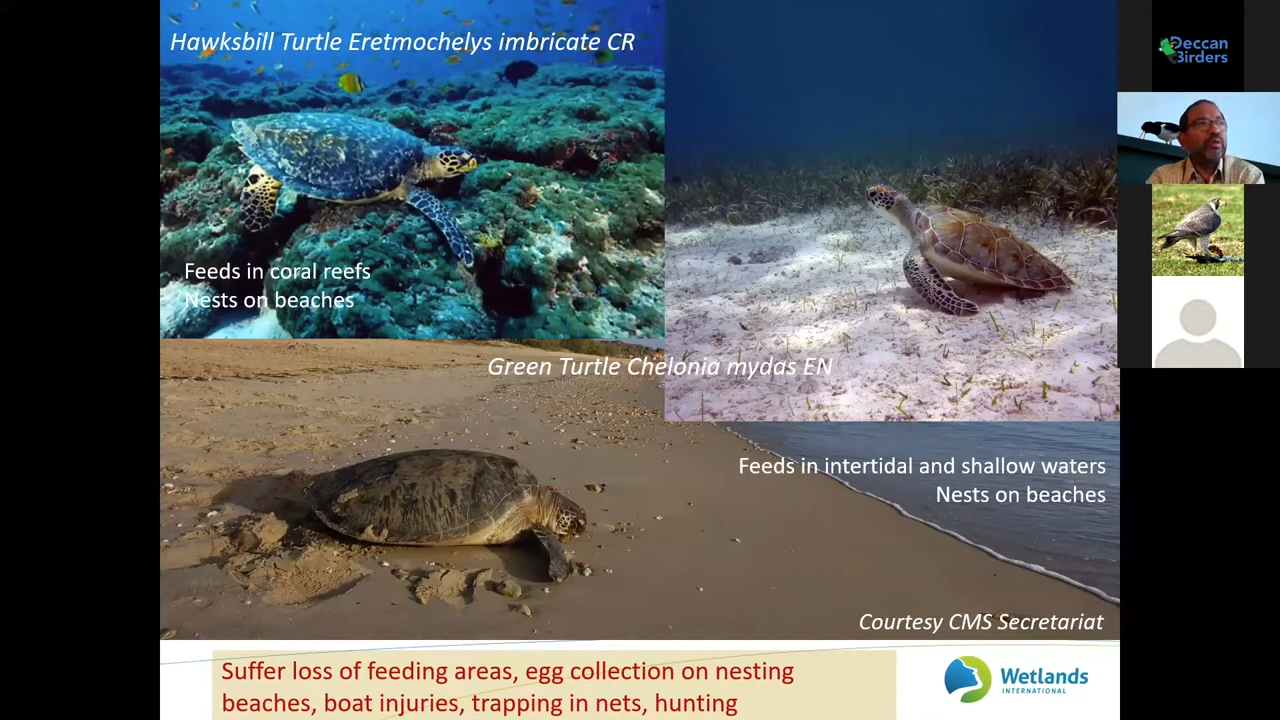 Hawksbill Turtle Eretmochelys imbricate CR
Feeds in coral reefs
Nests on beaches
Green Turtle Chelonia mydas EN
Feeds in intertidal and shallow waters
Nests on beaches
Courtesy CMS Secretariat
Suffer loss of feeding areas, egg collection on nesting
beaches, boat injuries, trapping in nets, hunting
Wetlands
INTERNATIONAL
Deccan
Birders